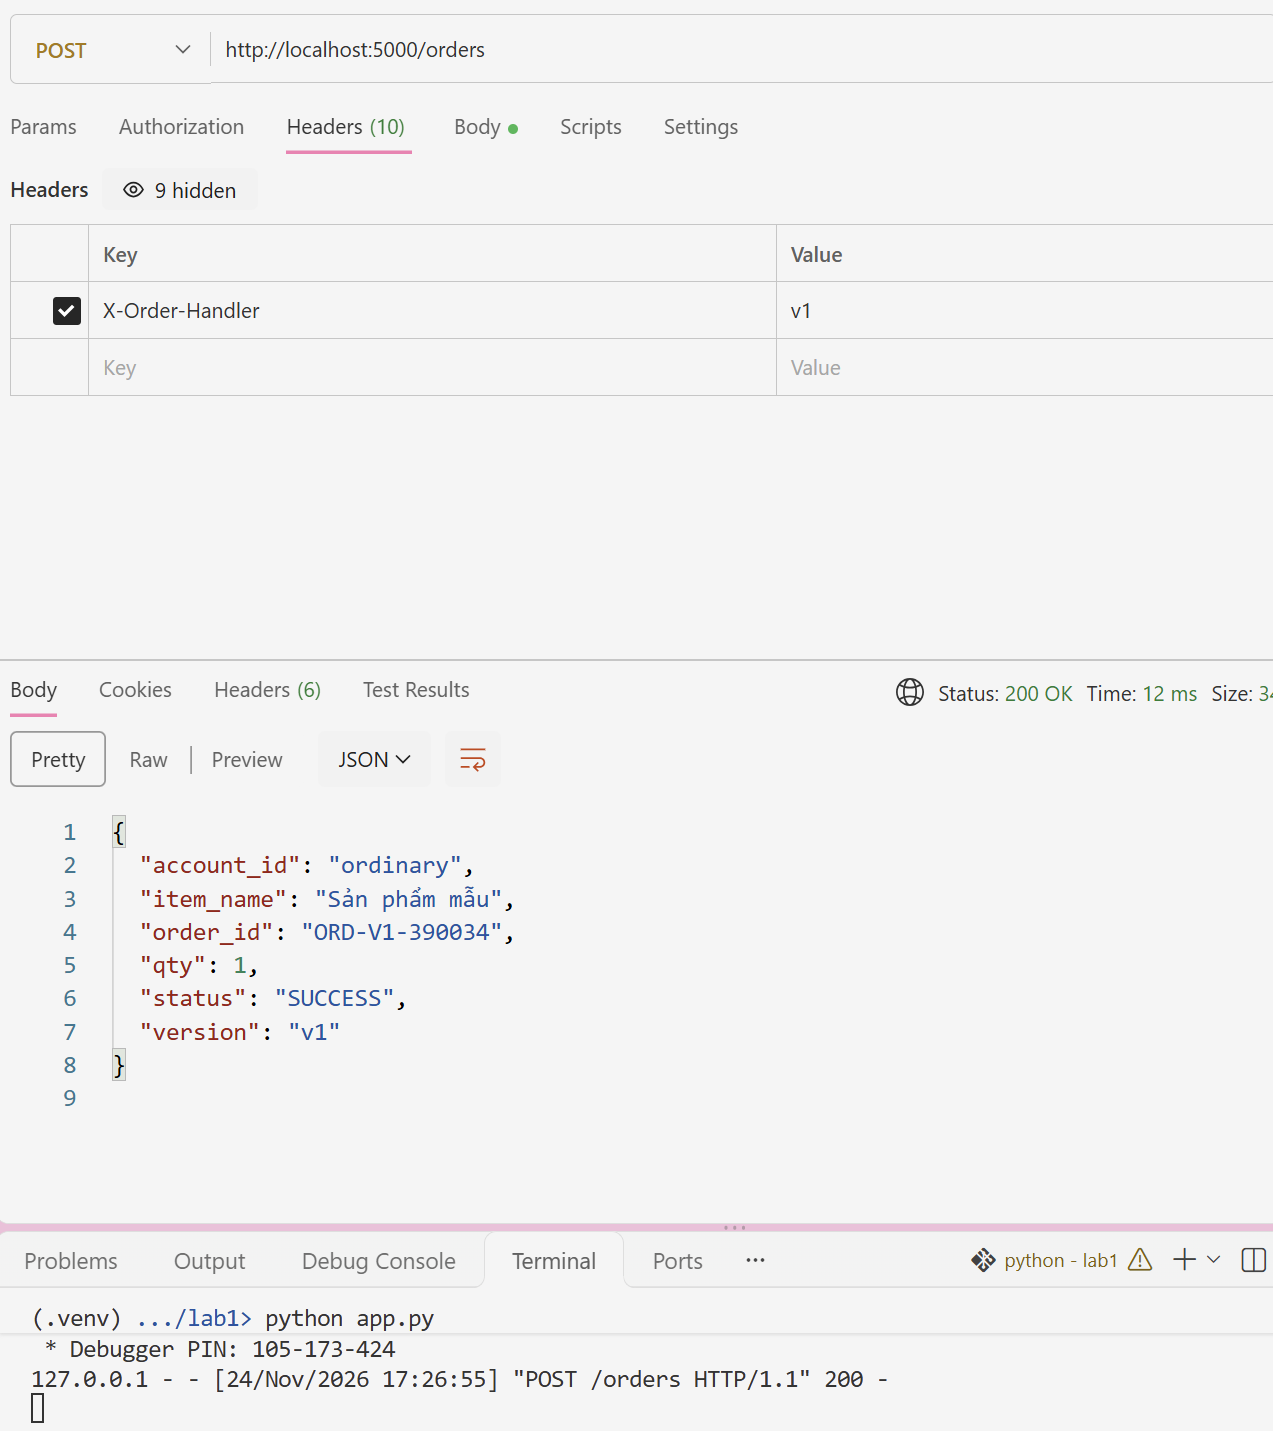 POST http://localhost:5000/orders
Params Authorization Headers (10) Body Scripts Settings
Headers 9 hidden
Key Value
X-Order-Handler v1
Key Value
Body Cookies Headers (6) Test Results Status: 200 OK Time: 12 ms Size:
Pretty Raw Preview JSON
1 {
2 "account_id": "ordinary",
3 "item_name": "Sản phẩm mẫu",
4 "order_id": "ORD-V1-390034",
5 "qty": 1,
6 "status": "SUCCESS",
7 "version": "v1"
8 }
9
Problems Output Debug Console Terminal Ports ··· python - lab1
(.venv) .../lab1> python app.py
* Debugger PIN: 105-173-424
127.0.0.1 - - [24/Nov/2026 17:26:55] "POST /orders HTTP/1.1" 200 -